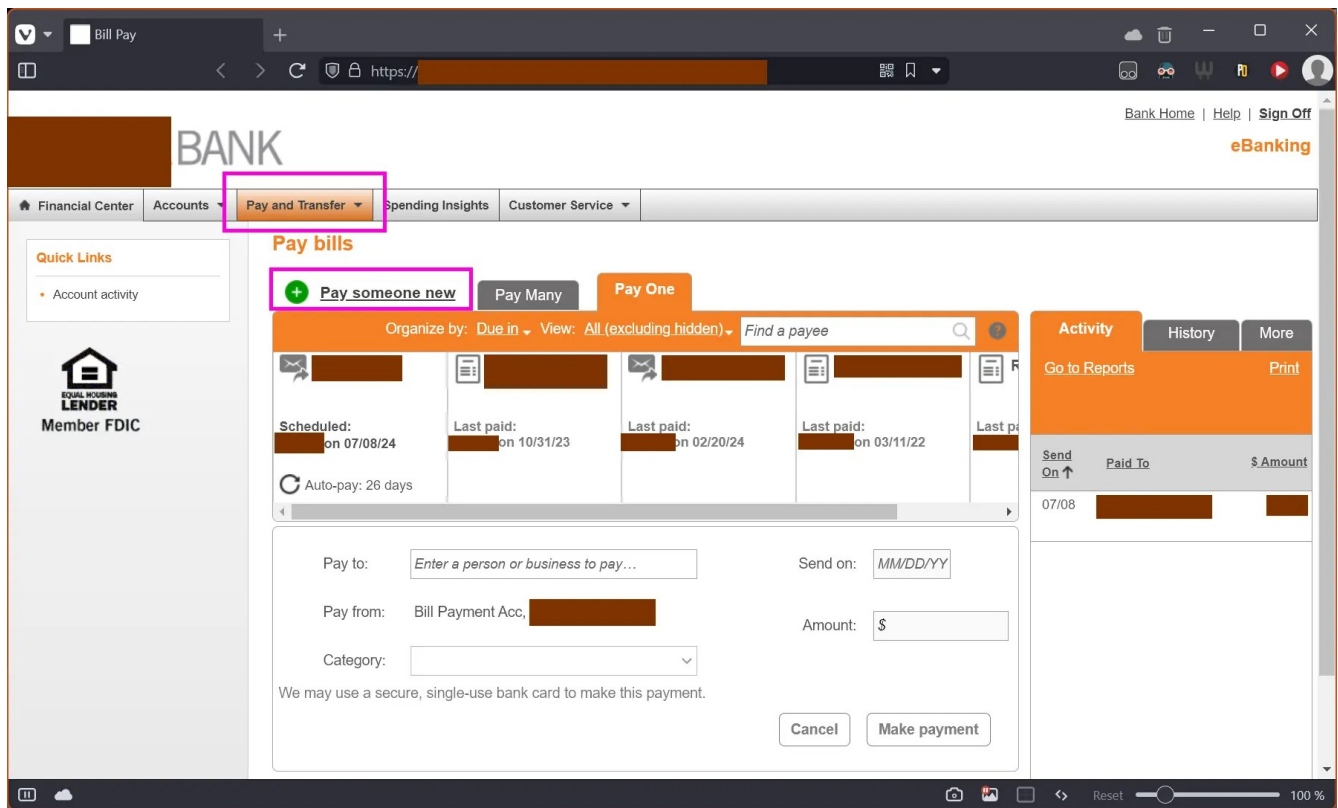 Bill Pay
https://
Bank Home | Help | Sign Off
BANK
eBanking
Financial Center Accounts Pay and Transfer Spending Insights Customer Service
Pay bills
Quick Links
• Account activity
EQUAL HOUSING
LENDER
Member FDIC
Pay someone new Pay Many Pay One
Organize by: Due in View: All (excluding hidden) Find a payee ?
Scheduled:
on 07/08/24
Auto-pay: 26 days
Last paid:
on 10/31/23
Last paid:
on 02/20/24
Last paid:
on 03/11/22
R
Last pa
Activity History More
Go to Reports Print
Send On Paid To $ Amount
07/08
Pay to: Enter a person or business to pay… Send on: MM/DD/YY
Pay from: Bill Payment Acc, Amount: $
Category:
We may use a secure, single-use bank card to make this payment.
Cancel Make payment
Reset 100 %